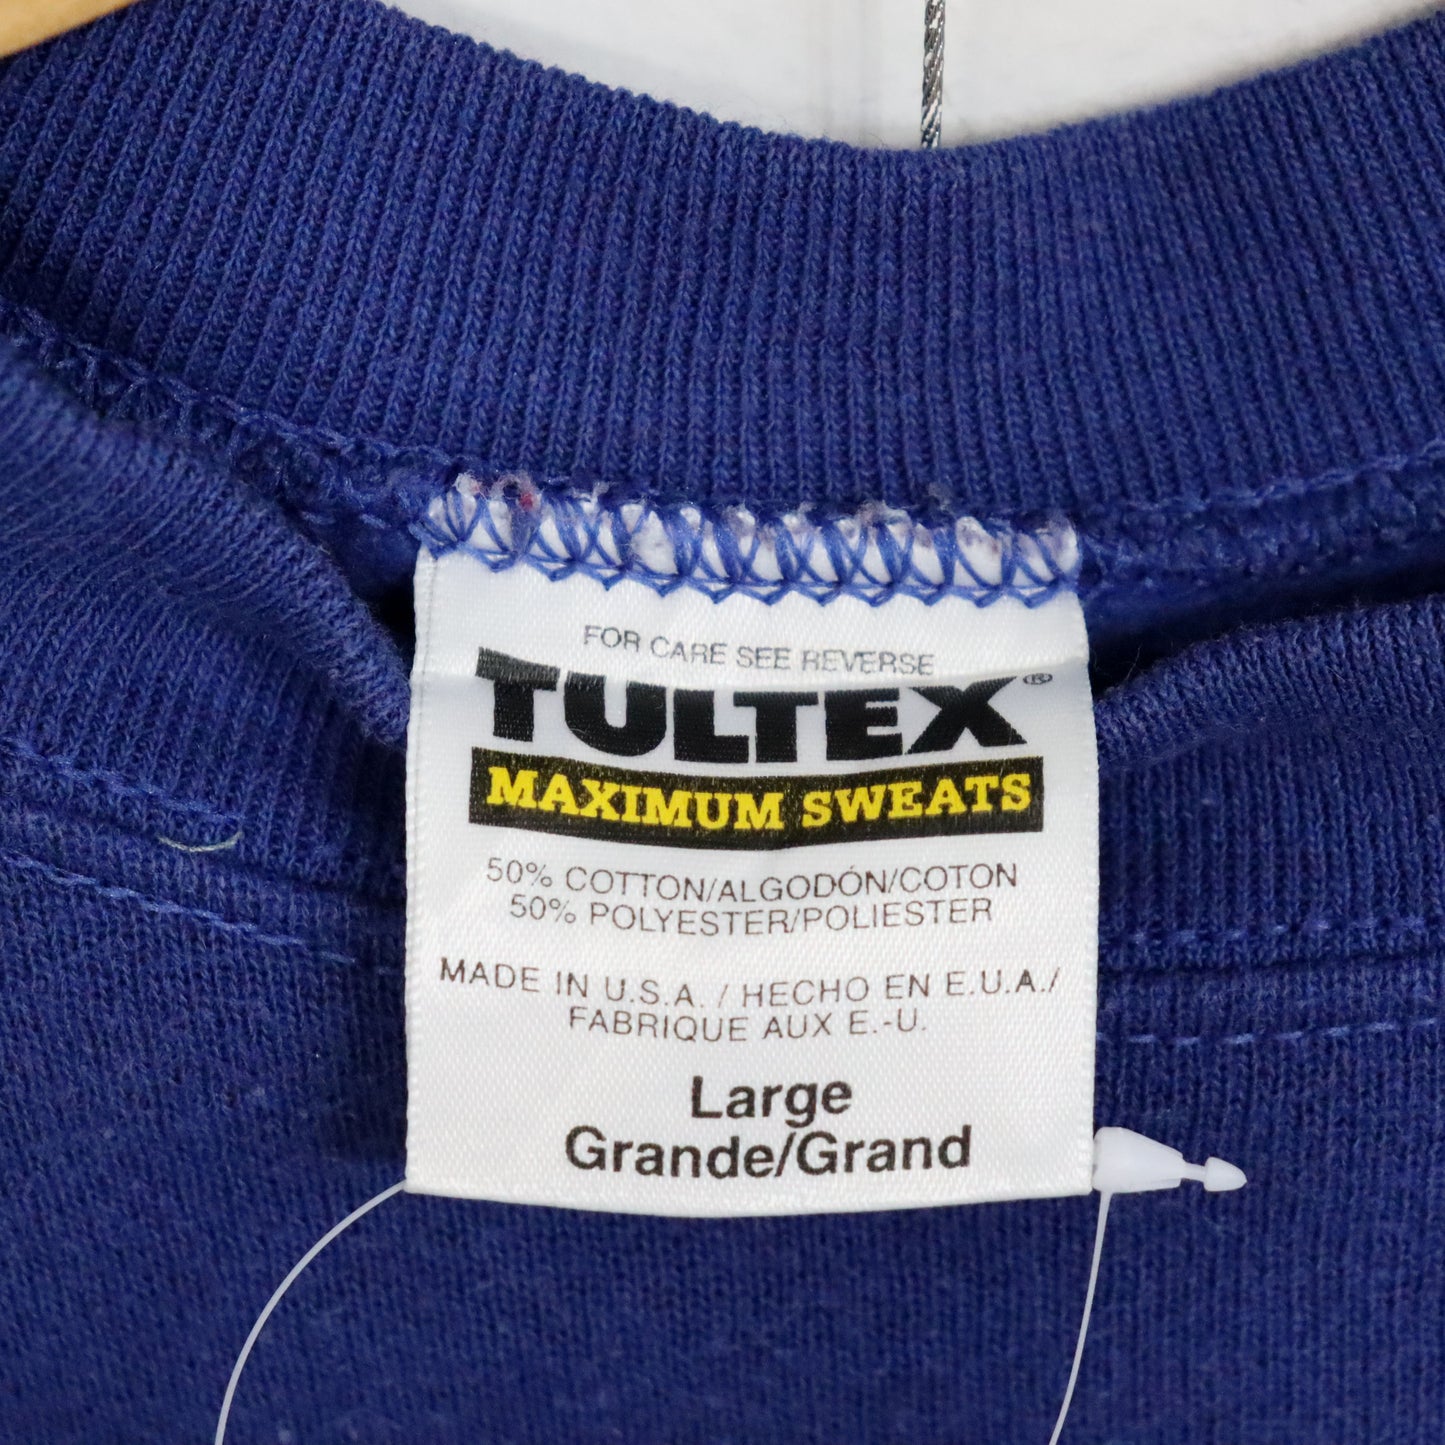 FOR CARE SEE REVERSE
TULTEX®
MAXIMUM SWEATS
50% COTTON/ALGODÓN/COTON
50% POLYESTER/POLIESTER
MADE IN U.S.A. / HECHO EN E.U.A./
FABRIQUE AUX E.-U.
Large
Grande/Grand